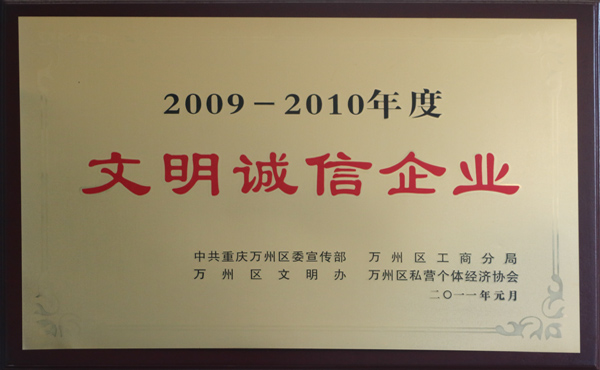 2009－2010年度
文明诚信企业
中共重庆万州区委宣传部 万州区工商分局
万州区文明办 万州区私营个体经济协会
二〇一一年元月